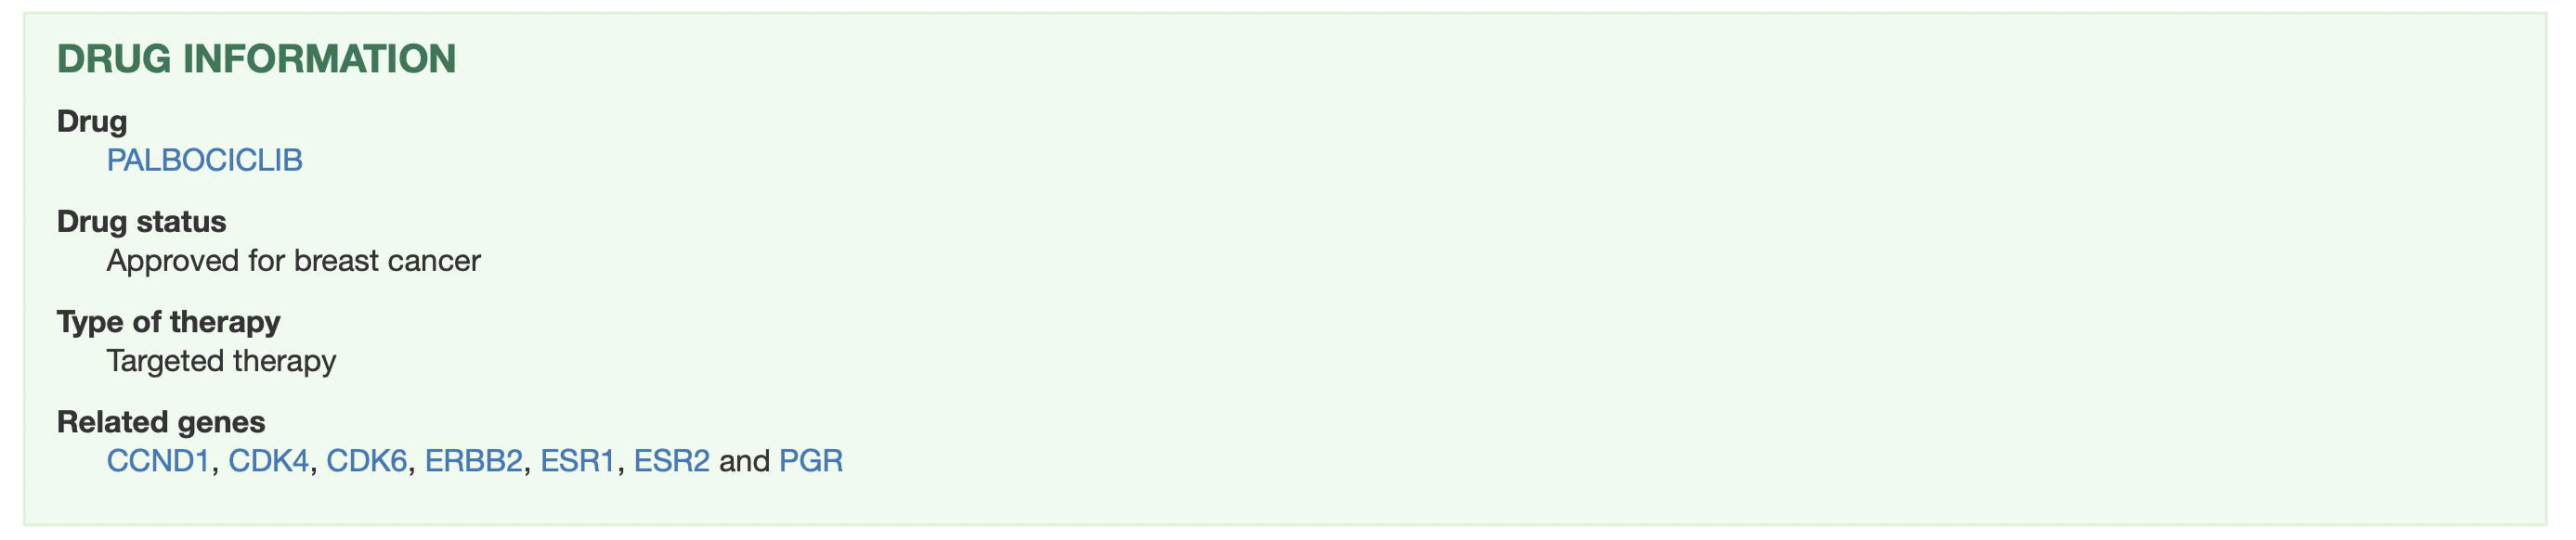 DRUG INFORMATION
Drug
PALBOCICLIB
Drug status
Approved for breast cancer
Type of therapy
Targeted therapy
Related genes
CCND1, CDK4, CDK6, ERBB2, ESR1, ESR2 and PGR